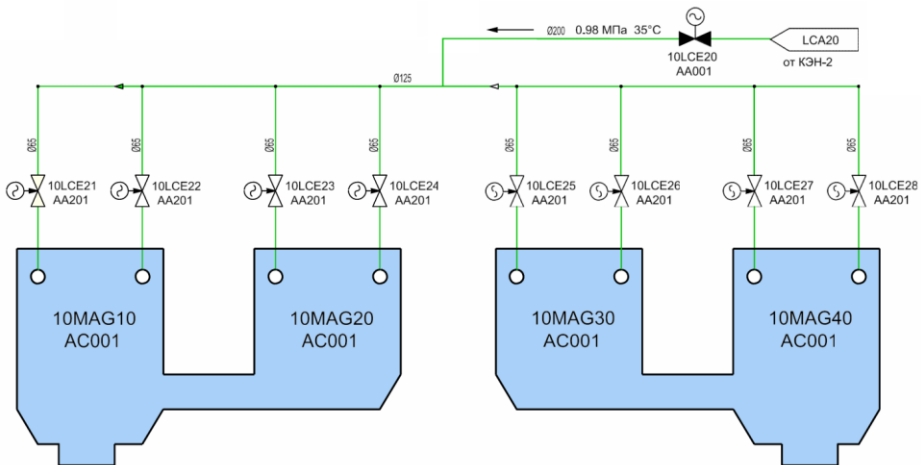 Ø200 0.98 МПа 35°C
LCA20
10LCE20
AA001
от КЭН-2
Ø125
Ø65 Ø65 Ø65 Ø65 Ø65 Ø65 Ø65 Ø65
10LCE21 10LCE22 10LCE23 10LCE24 10LCE25 10LCE26 10LCE27 10LCE28
AA201 AA201 AA201 AA201 AA201 AA201 AA201 AA201
10MAG10 10MAG20 10MAG30 10MAG40
AC001 AC001 AC001 AC001